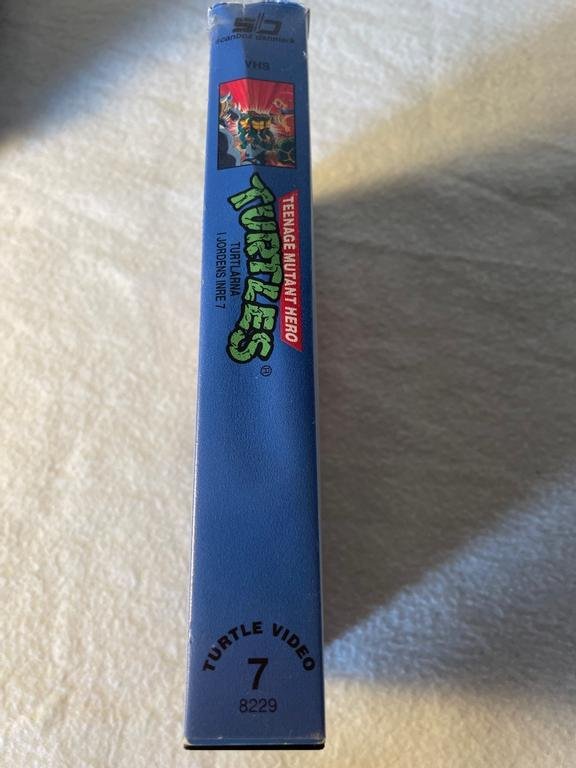 sb
scanbox danmark
VHS
TEENAGE MUTANT HERO
TURTLES®
TURTLARNA
I JORDENS INRE 7
TURTLE VIDEO
7
8229